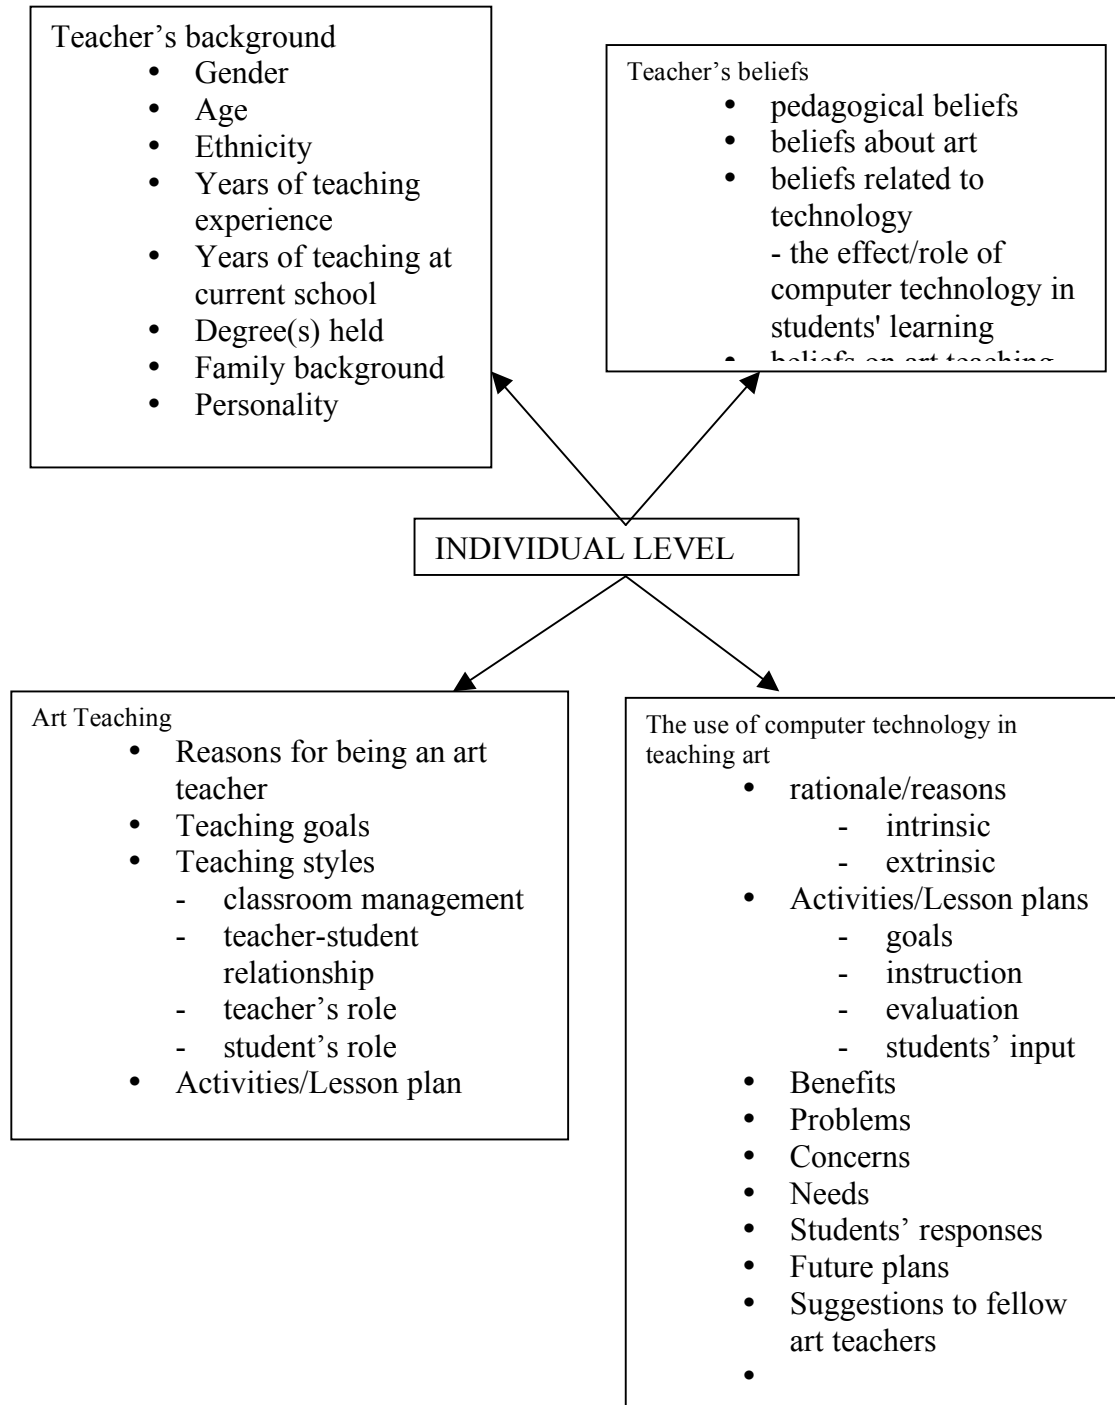 Teacher’s background
• Gender
• Age
• Ethnicity
• Years of teaching
experience
• Years of teaching at
current school
• Degree(s) held
• Family background
• Personality
Teacher’s beliefs
• pedagogical beliefs
• beliefs about art
• beliefs related to
technology
- the effect/role of
computer technology in
students' learning
• beliefs on art teaching
INDIVIDUAL LEVEL
Art Teaching
• Reasons for being an art
teacher
• Teaching goals
• Teaching styles
- classroom management
- teacher-student
relationship
- teacher’s role
- student’s role
• Activities/Lesson plan
The use of computer technology in
teaching art
• rationale/reasons
- intrinsic
- extrinsic
• Activities/Lesson plans
- goals
- instruction
- evaluation
- students’ input
• Benefits
• Problems
• Concerns
• Needs
• Students’ responses
• Future plans
• Suggestions to fellow
art teachers
•